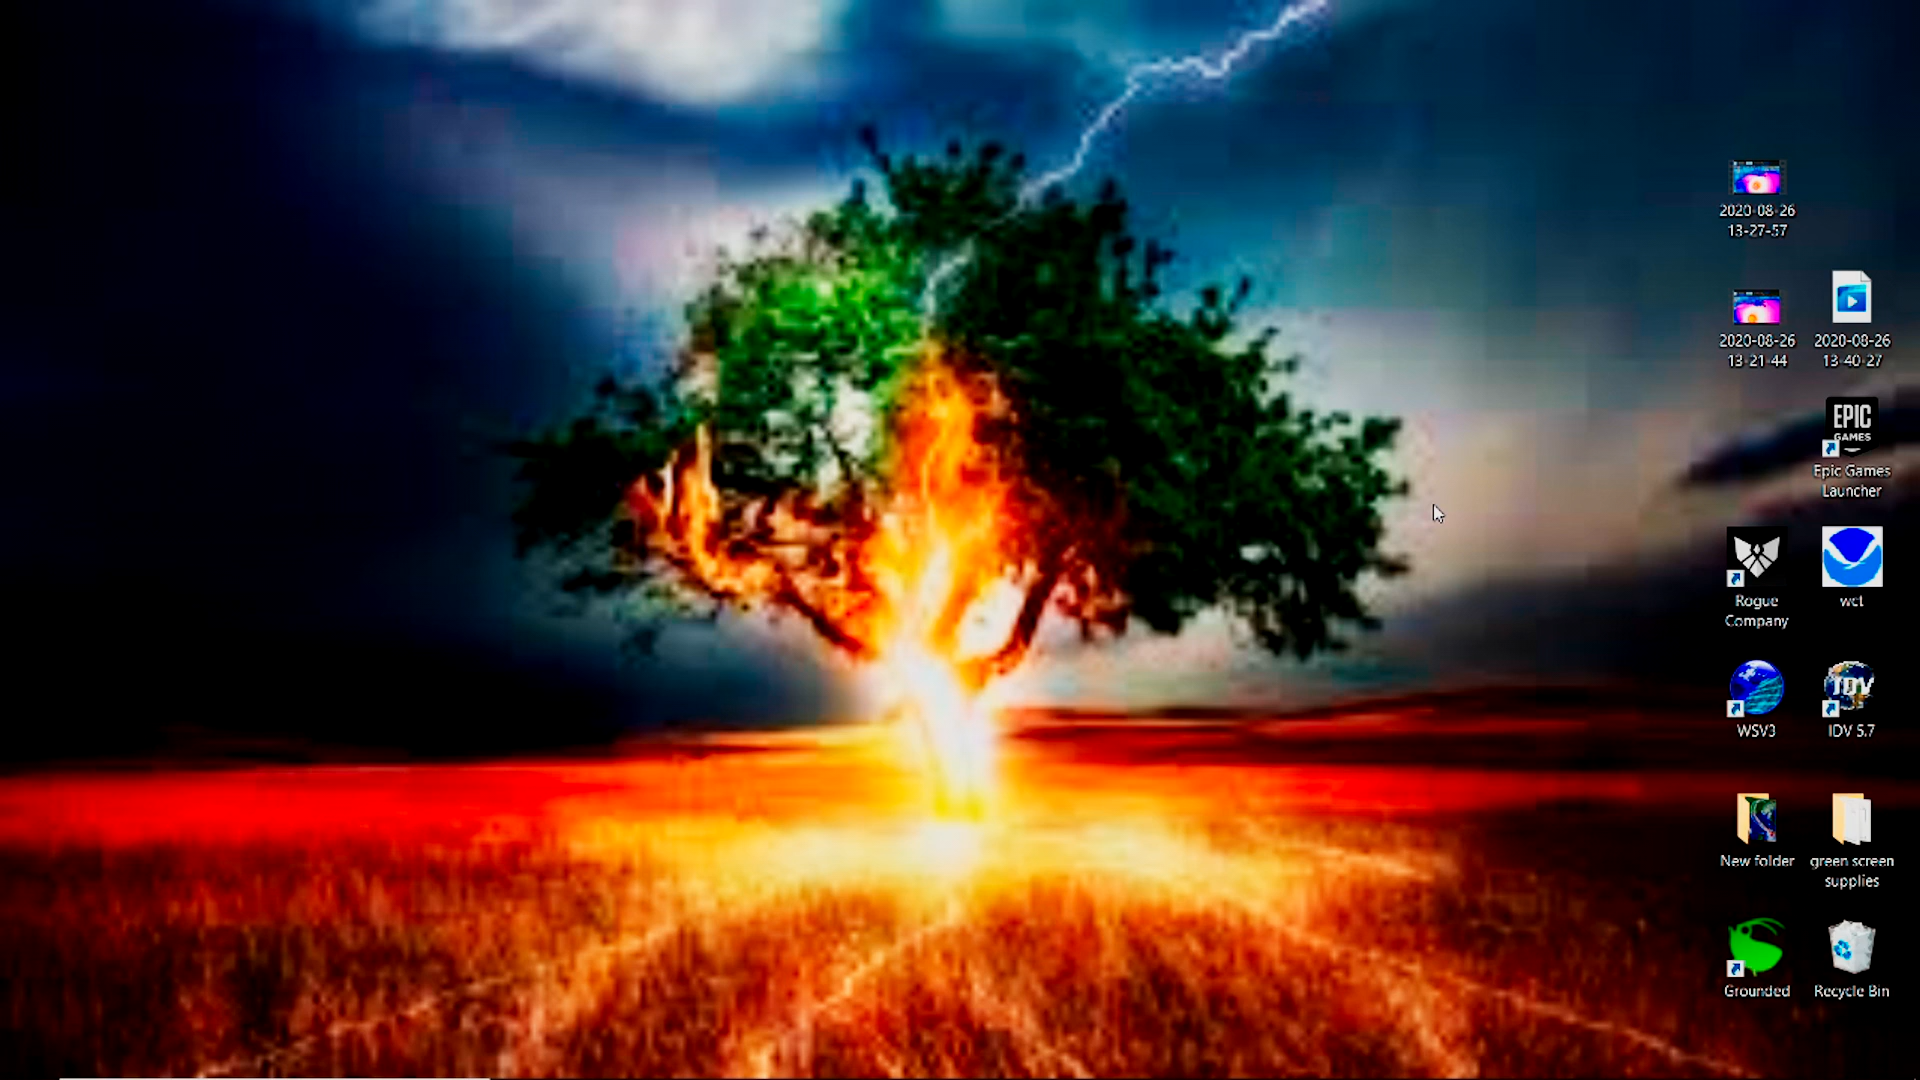 2020-08-26
13-27-57
2020-08-26
13-21-44
2020-08-26
13-40-27
EPIC
GAMES
Epic Games
Launcher
Rogue
Company
wct
WSV3
IDV
IDV 5.7
New folder
green screen
supplies
Grounded
Recycle Bin